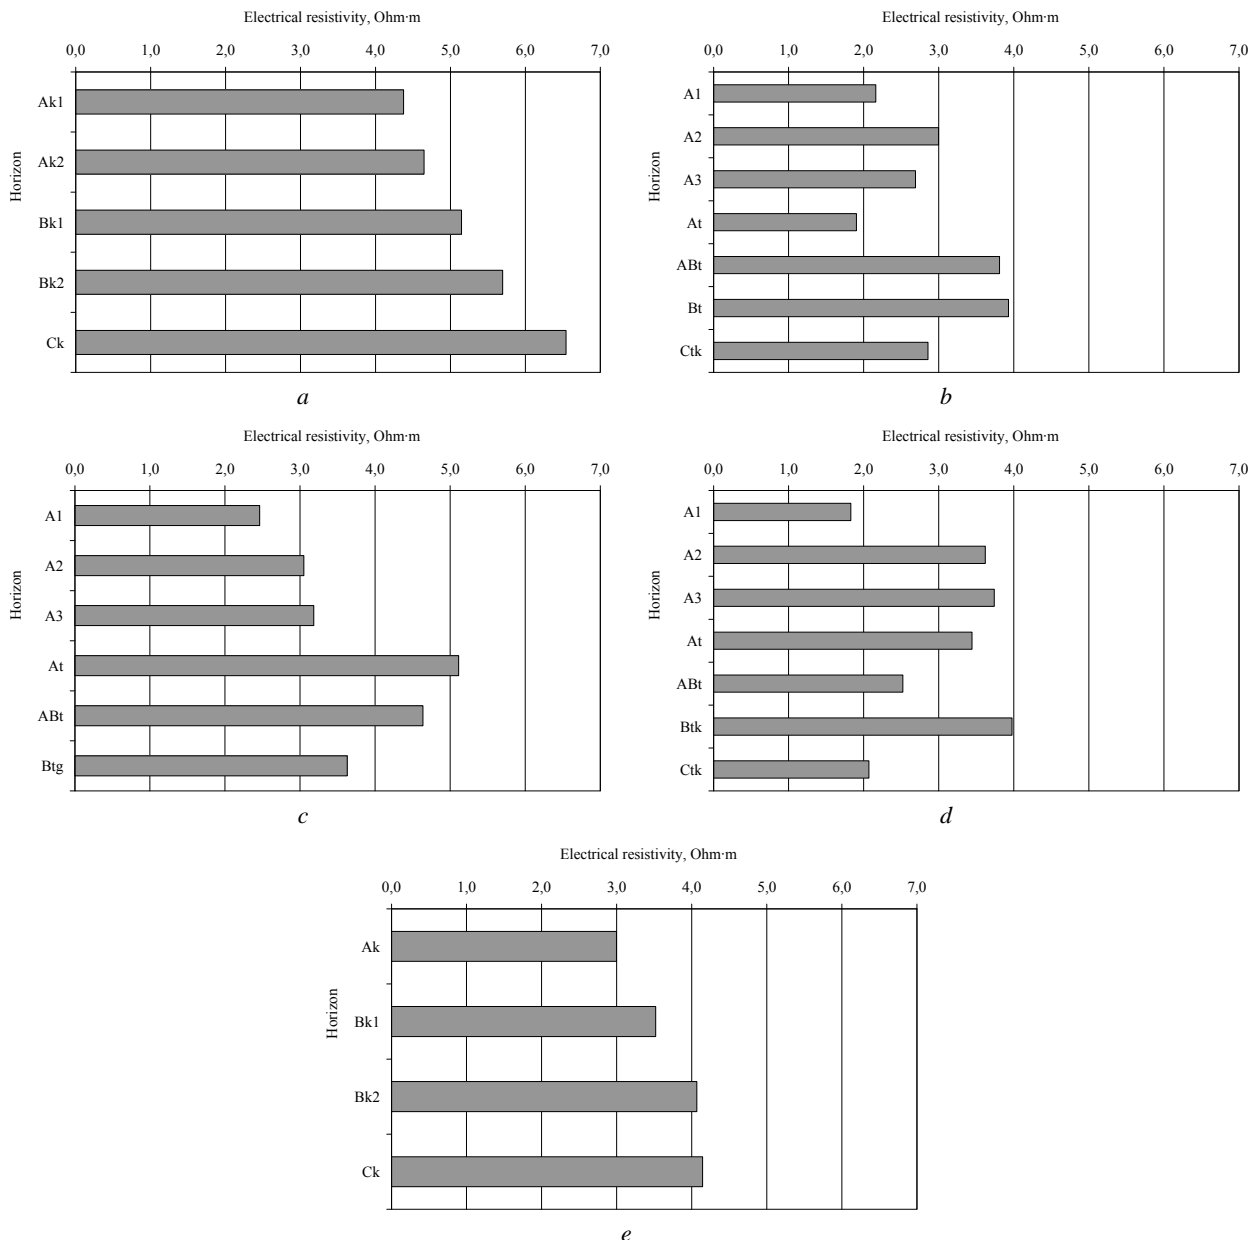 Electrical resistivity, Ohm·m
0,0 1,0 2,0 3,0 4,0 5,0 6,0 7,0
Horizon
Ak1
Ak2
Bk1
Bk2
Ck
a
Electrical resistivity, Ohm·m
0,0 1,0 2,0 3,0 4,0 5,0 6,0 7,0
Horizon
A1
A2
A3
At
ABt
Bt
Ctk
b
Electrical resistivity, Ohm·m
0,0 1,0 2,0 3,0 4,0 5,0 6,0 7,0
Horizon
A1
A2
A3
At
ABt
Btg
c
Electrical resistivity, Ohm·m
0,0 1,0 2,0 3,0 4,0 5,0 6,0 7,0
Horizon
A1
A2
A3
At
ABt
Btk
Ctk
d
Electrical resistivity, Ohm·m
0,0 1,0 2,0 3,0 4,0 5,0 6,0 7,0
Horizon
Ak
Bk1
Bk2
Ck
e